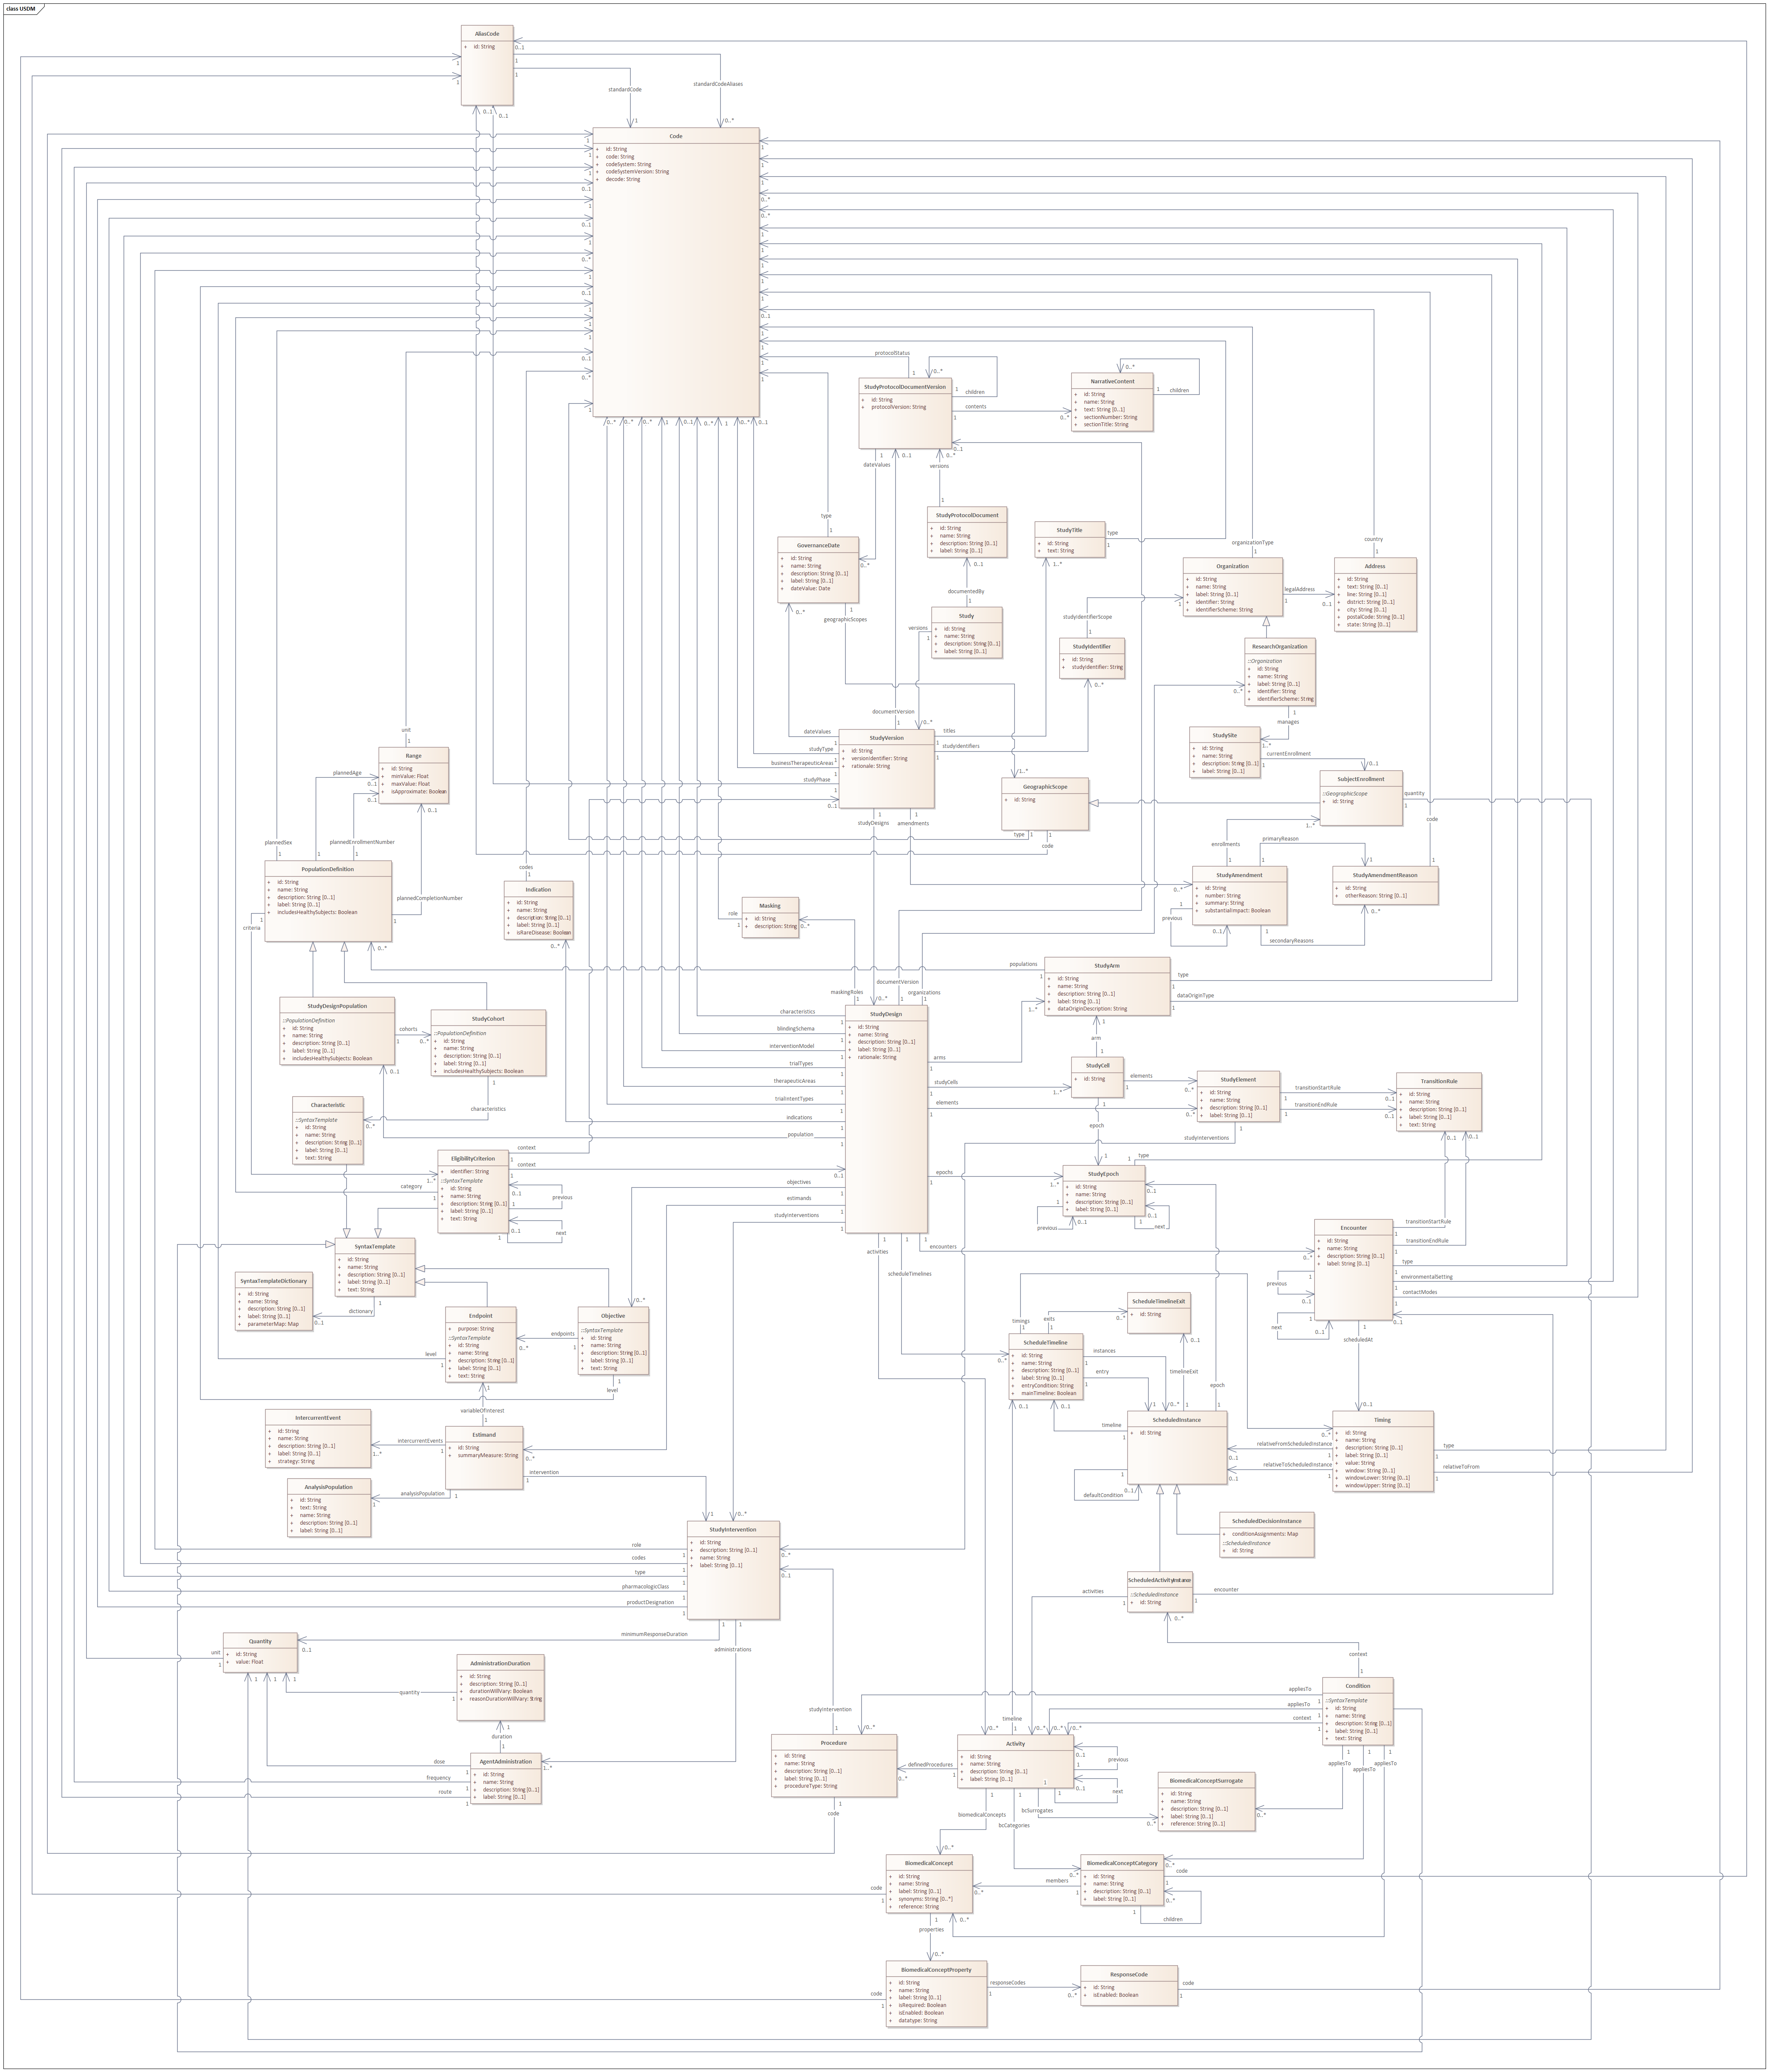 class USDM
AliasCode
+ id: String
0..1
1
1
1
1
standardCode
standardCodeAliases
0..1
0..1
1
0..*
Code
+ id: String
+ code: String
+ codeSystem: String
+ codeSystemVersion: String
+ decode: String
protocolStatus
StudyProtocolDocumentVersion
+ id: String
+ protocolVersion: String
children
contents
NarrativeContent
+ id: String
+ name: String
+ text: String [0..1]
+ sectionNumber: String
+ sectionTitle: String
children
dateValues
versions
type
StudyProtocolDocument
+ id: String
+ name: String
+ description: String [0..1]
+ label: String [0..1]
StudyTitle
+ id: String
+ text: String
type
GovernanceDate
+ id: String
+ name: String
+ description: String [0..1]
+ label: String [0..1]
+ dateValue: Date
geographicScopes
documentedBy
Study
+ id: String
+ name: String
+ description: String [0..1]
+ label: String [0..1]
versions
organizationType
country
Organization
+ id: String
+ name: String
+ label: String [0..1]
+ identifier: String
+ identifierScheme: String
legalAddress
Address
+ id: String
+ text: String [0..1]
+ line: String [0..1]
+ district: String [0..1]
+ city: String [0..1]
+ postalCode: String [0..1]
+ state: String [0..1]
studyIdentifierScope
StudyIdentifier
+ id: String
+ studyIdentifier: String
ResearchOrganization
::Organization
+ id: String
+ name: String
+ label: String [0..1]
+ identifier: String
+ identifierScheme: String
manages
documentVersion
StudyVersion
+ id: String
+ versionIdentifier: String
+ rationale: String
dateValues
studyType
businessTherapeuticAreas
studyPhase
titles
studyIdentifiers
StudySite
+ id: String
+ name: String
+ description: String [0..1]
+ label: String [0..1]
currentEnrollment
SubjectEnrollment
::GeographicScope
+ id: String
quantity
code
GeographicScope
+ id: String
type
code
unit
Range
+ id: String
+ minValue: Float
+ maxValue: Float
+ isApproximate: Boolean
plannedAge
plannedSex
plannedEnrollmentNumber
plannedCompletionNumber
PopulationDefinition
+ id: String
+ name: String
+ description: String [0..1]
+ label: String [0..1]
+ includesHealthySubjects: Boolean
criteria
studyDesigns
amendments
enrollments
primaryReason
StudyAmendment
+ id: String
+ number: String
+ summary: String
+ substantialImpact: Boolean
previous
secondaryReasons
StudyAmendmentReason
+ id: String
+ otherReason: String [0..1]
codes
Indication
+ id: String
+ name: String
+ description: String [0..1]
+ label: String [0..1]
+ isRareDisease: Boolean
Masking
+ id: String
+ description: String
role
maskingRoles
documentVersion
organizations
populations
StudyArm
+ id: String
+ name: String
+ description: String [0..1]
+ label: String [0..1]
+ dataOriginDescription: String
type
dataOriginType
StudyDesignPopulation
::PopulationDefinition
+ id: String
+ name: String
+ description: String [0..1]
+ label: String [0..1]
+ includesHealthySubjects: Boolean
cohorts
StudyCohort
::PopulationDefinition
+ id: String
+ name: String
+ description: String [0..1]
+ label: String [0..1]
+ includesHealthySubjects: Boolean
characteristics
StudyDesign
+ id: String
+ name: String
+ description: String [0..1]
+ label: String [0..1]
+ rationale: String
characteristics
blindingSchema
interventionModel
trialTypes
therapeuticAreas
trialIntentTypes
indications
population
arms
arm
studyCells
StudyCell
+ id: String
elements
elements
epoch
StudyElement
+ id: String
+ name: String
+ description: String [0..1]
+ label: String [0..1]
transitionStartRule
transitionEndRule
studyInterventions
TransitionRule
+ id: String
+ name: String
+ description: String [0..1]
+ label: String [0..1]
+ text: String
Characteristic
::SyntaxTemplate
+ id: String
+ name: String
+ description: String [0..1]
+ label: String [0..1]
+ text: String
EligibilityCriterion
+ identifier: String
::SyntaxTemplate
+ id: String
+ name: String
+ description: String [0..1]
+ label: String [0..1]
+ text: String
context
context
category
previous
next
epochs
StudyEpoch
+ id: String
+ name: String
+ description: String [0..1]
+ label: String [0..1]
type
previous
next
objectives
estimands
studyInterventions
SyntaxTemplate
+ id: String
+ name: String
+ description: String [0..1]
+ label: String [0..1]
+ text: String
dictionary
SyntaxTemplateDictionary
+ id: String
+ name: String
+ description: String [0..1]
+ label: String [0..1]
+ parameterMap: Map
activities
scheduleTimelines
encounters
Encounter
+ id: String
+ name: String
+ description: String [0..1]
+ label: String [0..1]
transitionStartRule
transitionEndRule
type
environmentalSetting
contactModes
previous
next
scheduledAt
Endpoint
+ purpose: String
::SyntaxTemplate
+ id: String
+ name: String
+ description: String [0..1]
+ label: String [0..1]
+ text: String
level
endpoints
Objective
::SyntaxTemplate
+ id: String
+ name: String
+ description: String [0..1]
+ label: String [0..1]
+ text: String
level
timings
exits
ScheduleTimelineExit
+ id: String
ScheduleTimeline
+ id: String
+ name: String
+ description: String [0..1]
+ label: String [0..1]
+ entryCondition: String
+ mainTimeline: Boolean
instances
entry
timelineExit
epoch
timeline
variableOfInterest
IntercurrentEvent
+ id: String
+ name: String
+ description: String [0..1]
+ label: String [0..1]
+ strategy: String
intercurrentEvents
Estimand
+ id: String
+ summaryMeasure: String
intervention
analysisPopulation
AnalysisPopulation
+ id: String
+ text: String
+ name: String
+ description: String [0..1]
+ label: String [0..1]
ScheduledInstance
+ id: String
defaultCondition
relativeFromScheduledInstance
relativeToScheduledInstance
Timing
+ id: String
+ name: String
+ description: String [0..1]
+ label: String [0..1]
+ value: String
+ window: String [0..1]
+ windowLower: String [0..1]
+ windowUpper: String [0..1]
type
relativeToFrom
StudyIntervention
+ id: String
+ description: String [0..1]
+ name: String
+ label: String [0..1]
role
codes
type
pharmacologicClass
productDesignation
minimumResponseDuration
administrations
studyIntervention
ScheduledDecisionInstance
+ conditionAssignments: Map
::ScheduledInstance
+ id: String
ScheduledActivityInstance
::ScheduledInstance
+ id: String
activities
encounter
context
Quantity
+ id: String
+ value: Float
unit
quantity
AdministrationDuration
+ id: String
+ description: String [0..1]
+ durationWillVary: Boolean
+ reasonDurationWillVary: String
duration
dose
frequency
route
AgentAdministration
+ id: String
+ name: String
+ description: String [0..1]
+ label: String [0..1]
Procedure
+ id: String
+ name: String
+ description: String [0..1]
+ label: String [0..1]
+ procedureType: String
code
definedProcedures
timeline
Activity
+ id: String
+ name: String
+ description: String [0..1]
+ label: String [0..1]
previous
next
appliesTo
appliesTo
context
Condition
::SyntaxTemplate
+ id: String
+ name: String
+ description: String [0..1]
+ label: String [0..1]
+ text: String
appliesTo
appliesTo
appliesTo
biomedicalConcepts
bcSurrogates
bcCategories
BiomedicalConceptSurrogate
+ id: String
+ name: String
+ description: String [0..1]
+ label: String [0..1]
+ reference: String [0..1]
BiomedicalConcept
+ id: String
+ name: String
+ label: String [0..1]
+ synonyms: String [0..*]
+ reference: String
code
properties
members
BiomedicalConceptCategory
+ id: String
+ name: String
+ description: String [0..1]
+ label: String [0..1]
code
children
BiomedicalConceptProperty
+ id: String
+ name: String
+ label: String [0..1]
+ isRequired: Boolean
+ isEnabled: Boolean
+ datatype: String
code
responseCodes
ResponseCode
+ id: String
+ isEnabled: Boolean
code